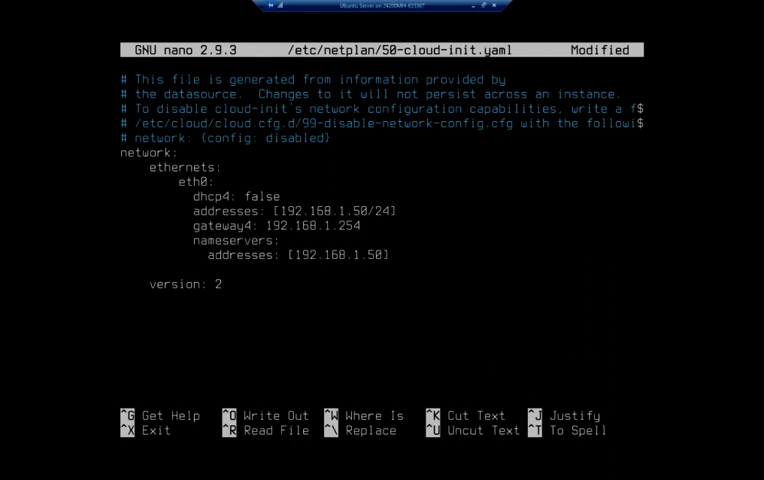 GNU nano 2.9.3 /etc/netplan/50-cloud-init.yaml Modified
# This file is generated from information provided by
# the datasource.  Changes to it will not persist across an instance.
# To disable cloud-init's network configuration capabilities, write a f$
# /etc/cloud/cloud.cfg.d/99-disable-network-config.cfg with the followi$
# network: {config: disabled}
network:
    ethernets:
        eth0:
          dhcp4: false
          addresses: [192.168.1.50/24]
          gateway4: 192.168.1.254
          nameservers:
            addresses: [192.168.1.50]
    version: 2
^G Get Help ^O Write Out ^W Where Is ^K Cut Text ^J Justify
^X Exit ^R Read File ^\ Replace ^U Uncut Text ^T To Spell